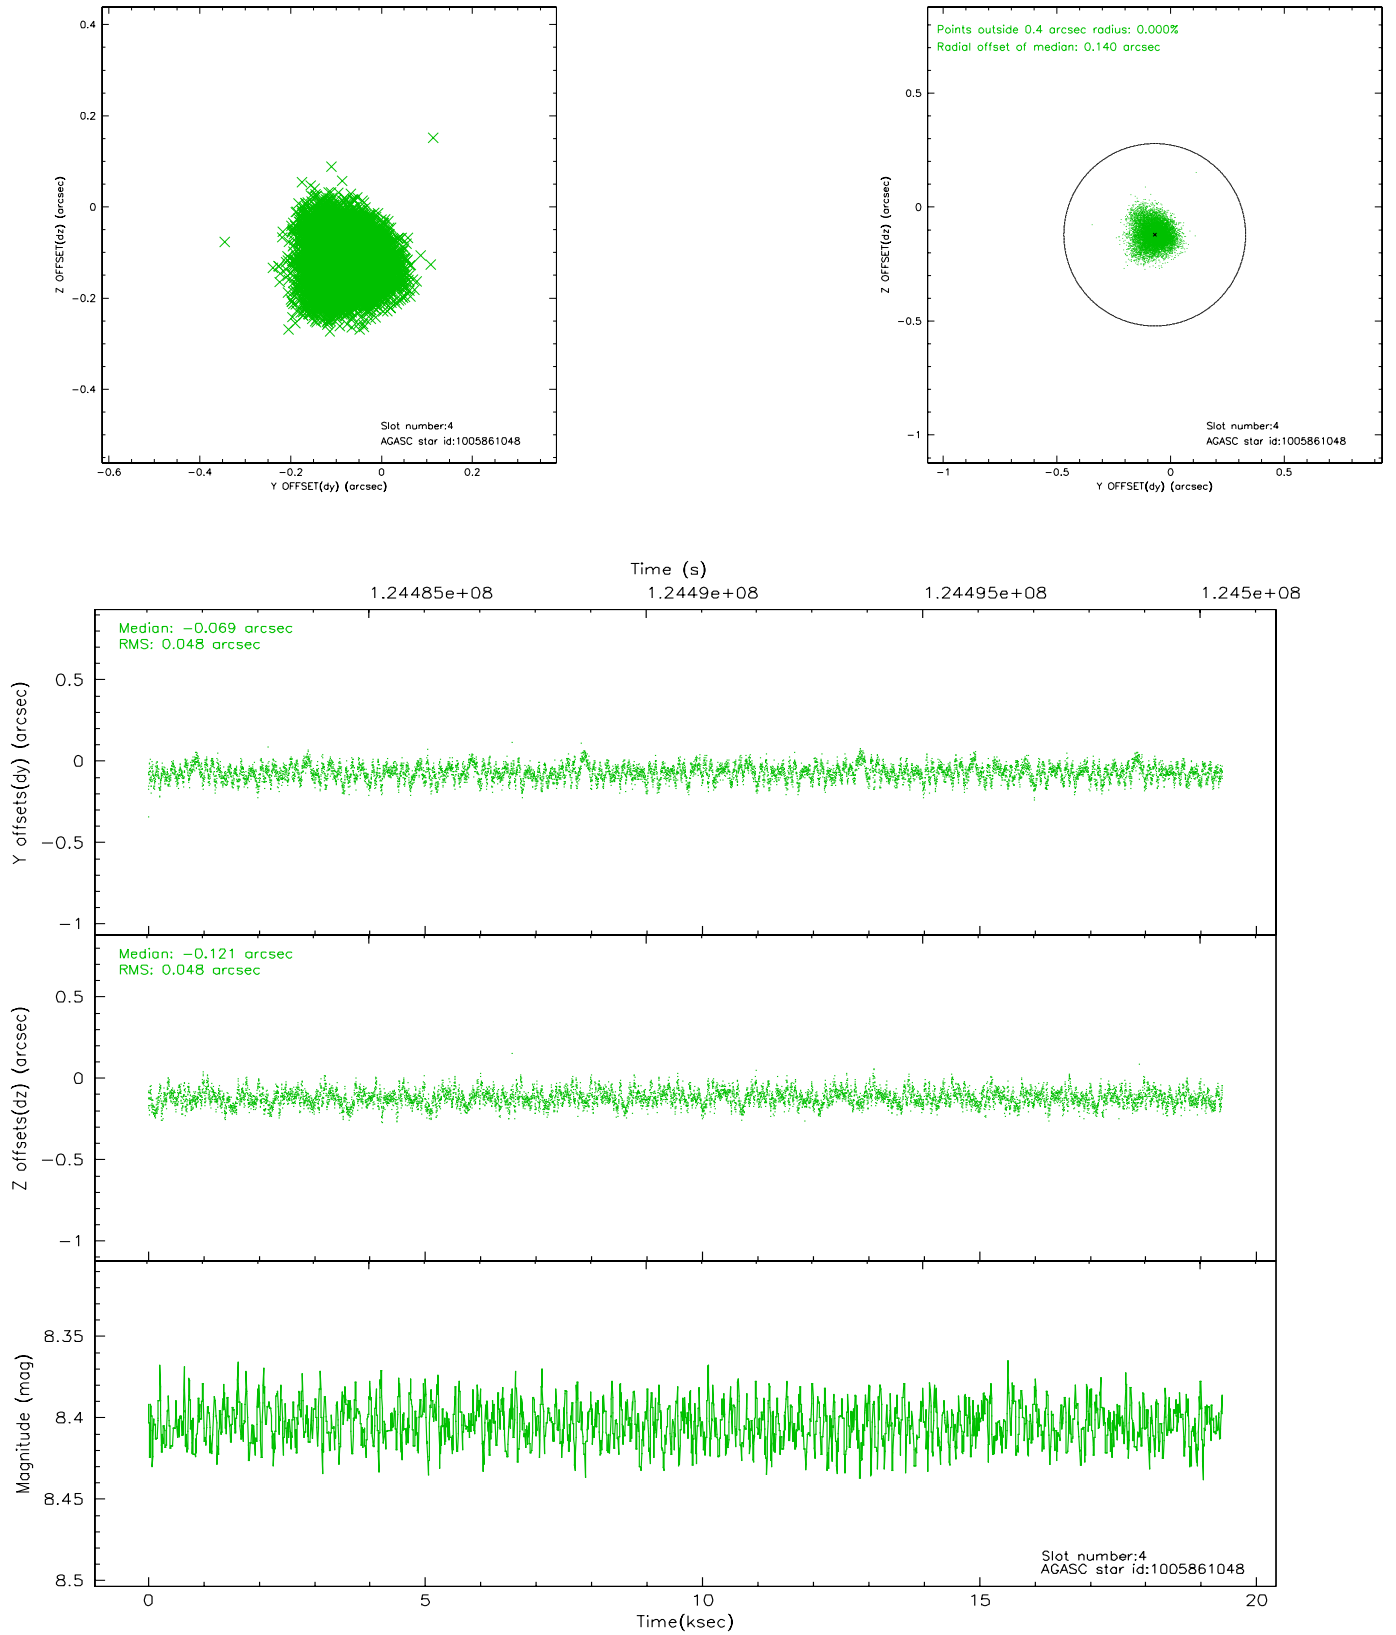 0.4
0.2
0
-0.2
-0.4
Z OFFSET(dz) (arcsec)
Slot number:4
AGASC star id:1005861048
-0.6
-0.4
-0.2
0
0.2
Y OFFSET(dy) (arcsec)
Points outside 0.4 arcsec radius: 0.000%
Radial offset of median: 0.140 arcsec
0.5
0
-0.5
-1
Z OFFSET(dz) (arcsec)
Slot number:4
AGASC star id:1005861048
-1
-0.5
0
0.5
Y OFFSET(dy) (arcsec)
Time (s)
1.24485e+08
1.2449e+08
1.24495e+08
1.245e+08
Median: -0.069 arcsec
RMS: 0.048 arcsec
0.5
0
-0.5
-1
Y offsets(dy) (arcsec)
Median: -0.121 arcsec
RMS: 0.048 arcsec
0.5
0
-0.5
-1
Z offsets(dz) (arcsec)
8.35
8.4
8.45
8.5
Magnitude (mag)
Slot number:4
AGASC star id:1005861048
0
5
10
15
20
Time(ksec)